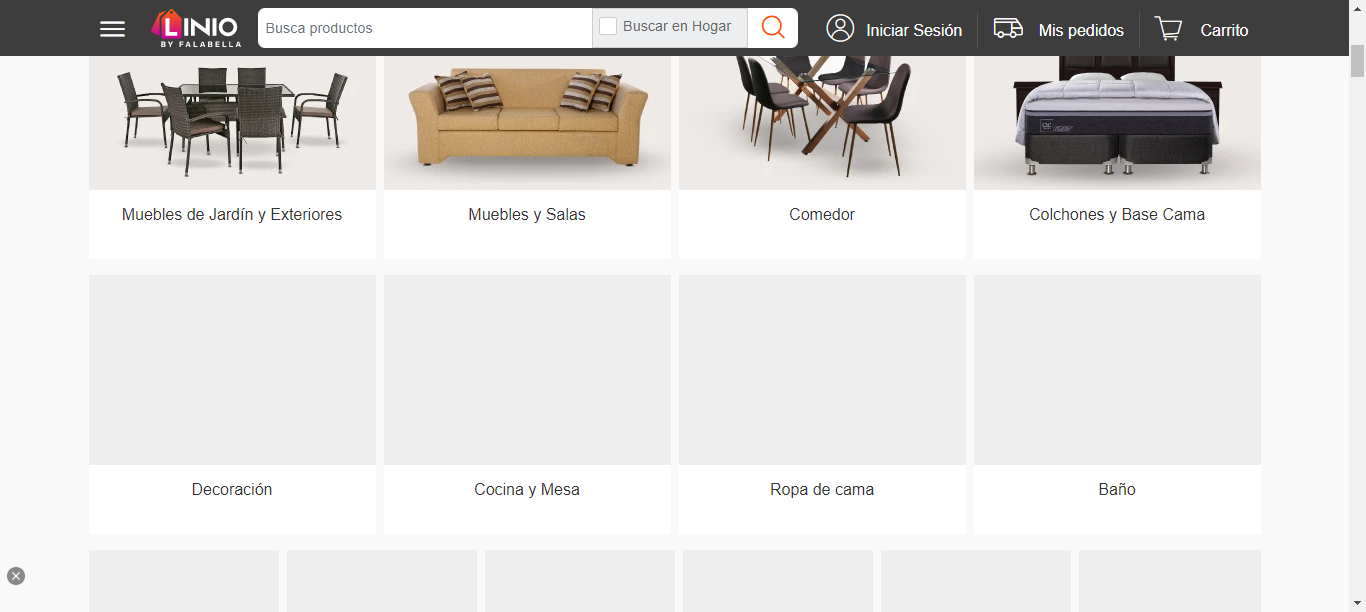 LINIO
BY FALABELLA
Busca productos
Buscar en Hogar
Iniciar Sesión
Mis pedidos
Carrito
Muebles de Jardín y Exteriores
Muebles y Salas
Comedor
Colchones y Base Cama
Decoración
Cocina y Mesa
Ropa de cama
Baño